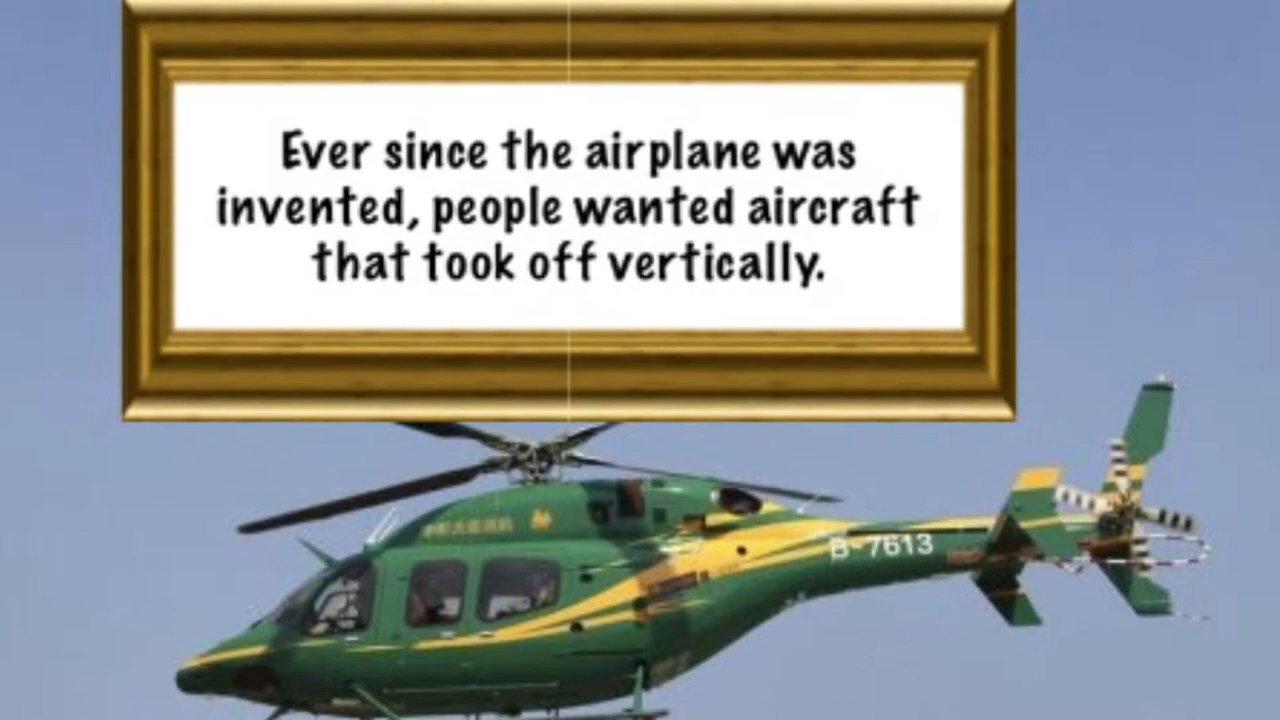 Ever since the airplane was
invented, people wanted aircraft
that took off vertically.
B-7613